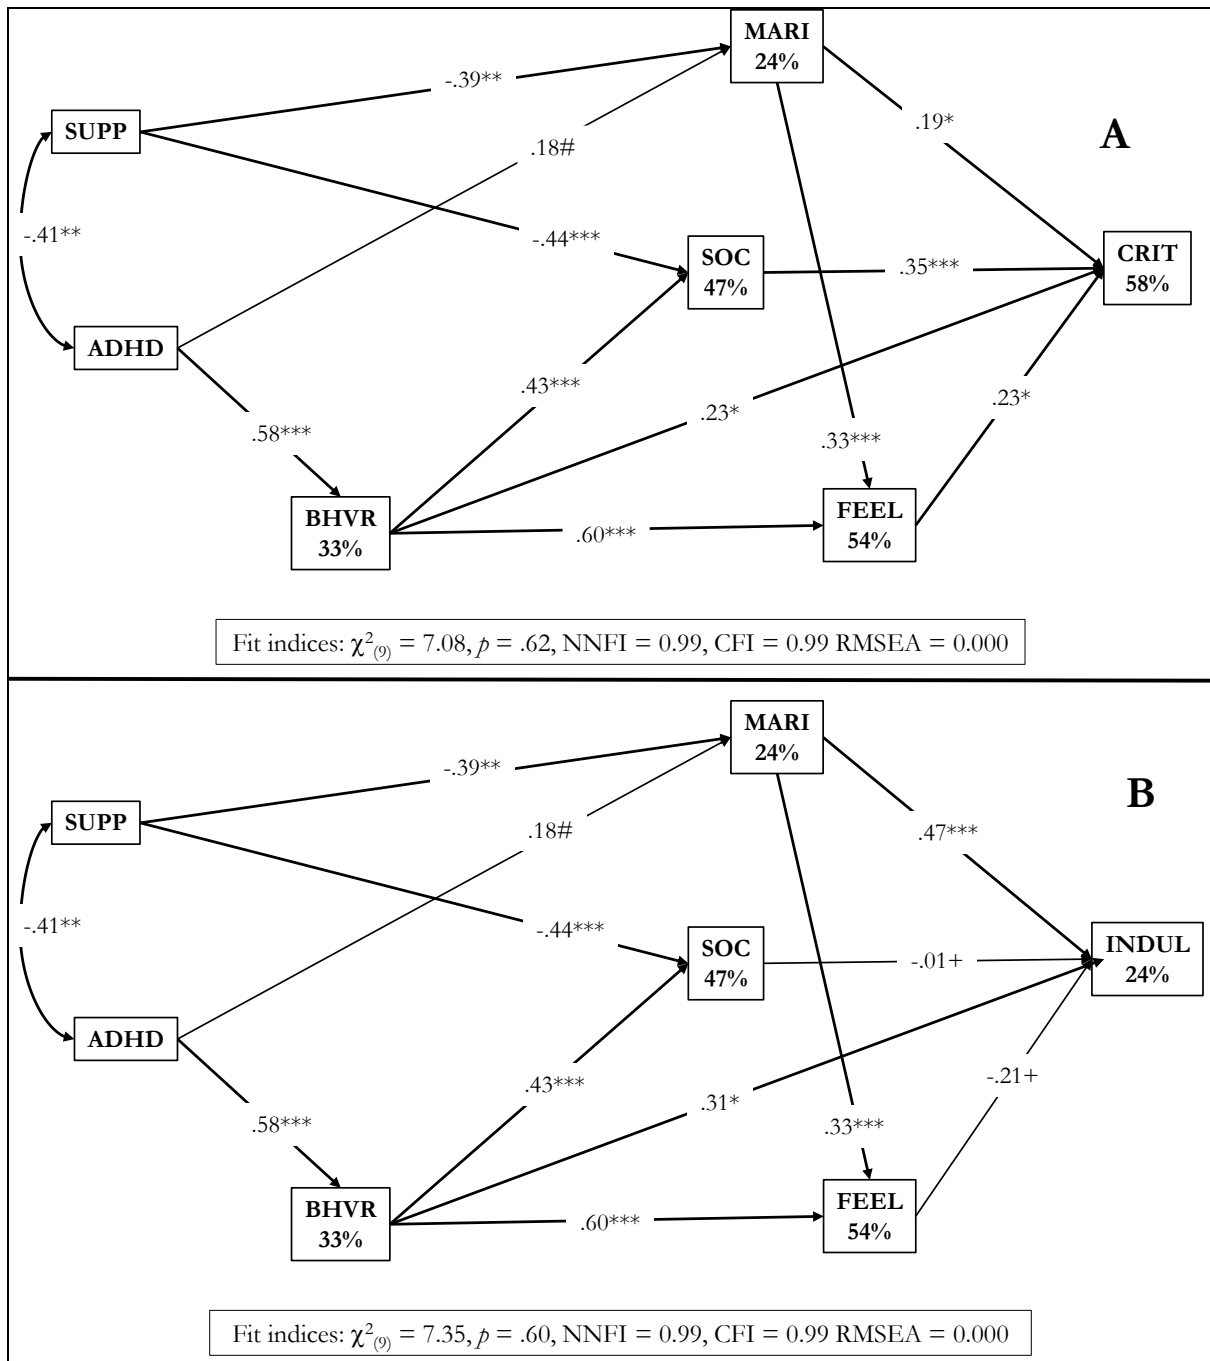 MARI
24%
-.39**
.19*
SUPP
A
.18#
-.41**
-.44***
SOC
47%
.35***
CRIT
58%
ADHD
.43***
.23*
.23*
.58***
.33***
BHVR
33%
.60***
FEEL
54%
Fit indices: χ²₍₉₎ = 7.08, p = .62, NNFI = 0.99, CFI = 0.99 RMSEA = 0.000
MARI
24%
-.39**
B
SUPP
.18#
.47***
-.41**
-.44***
SOC
47%
-.01+
INDUL
24%
ADHD
.43***
-.21+
.31*
.58***
.33***
BHVR
33%
.60***
FEEL
54%
Fit indices: χ²₍₉₎ = 7.35, p = .60, NNFI = 0.99, CFI = 0.99 RMSEA = 0.000